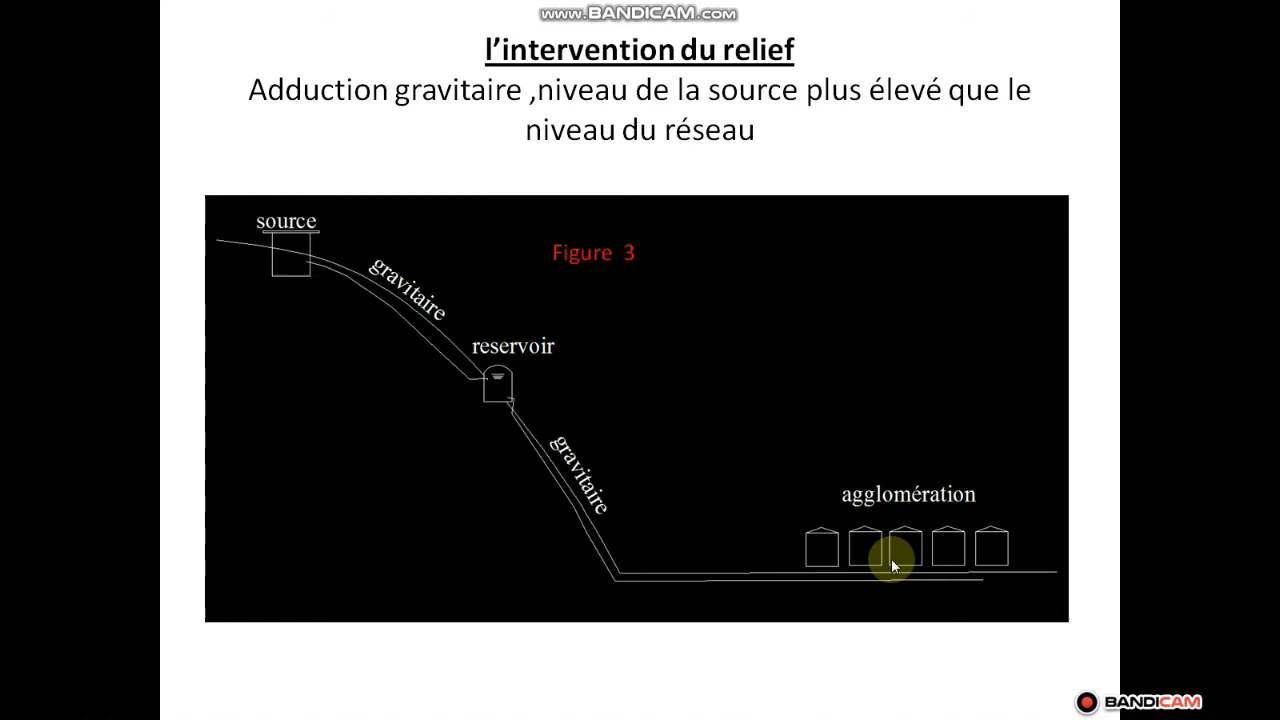 www.BANDICAM.com
l’intervention du relief
Adduction gravitaire ,niveau de la source plus élevé que le
niveau du réseau
source
Figure 3
gravitaire
reservoir
gravitaire
agglomération
BANDICAM